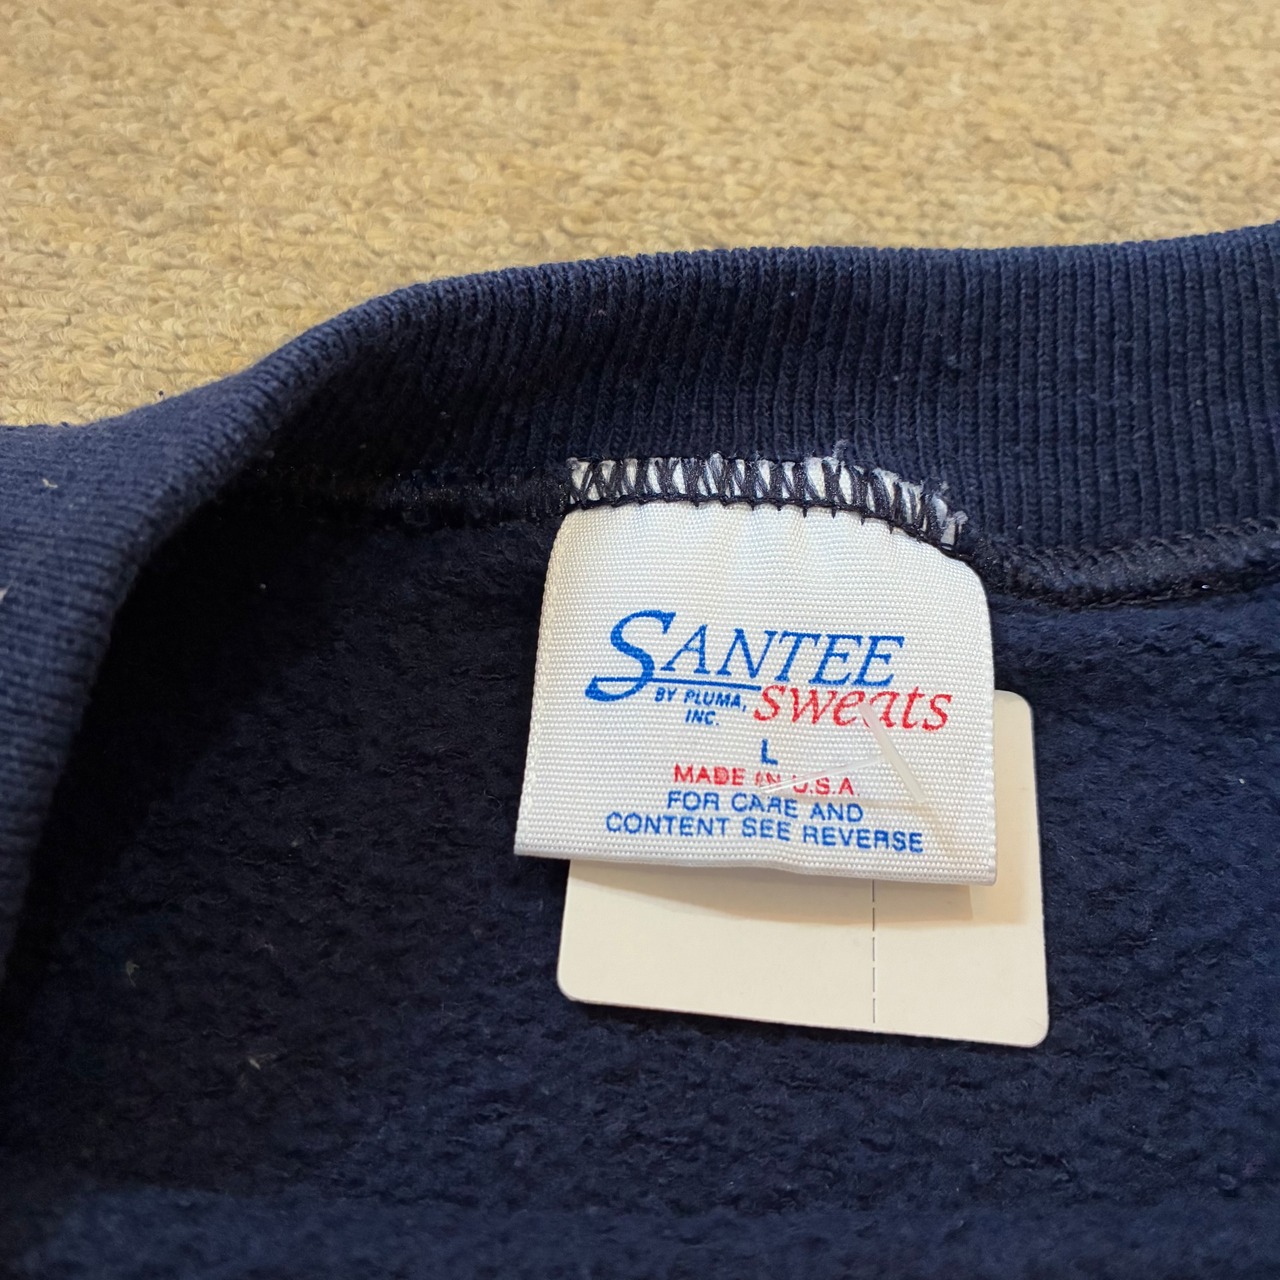 SANTEE
BY PLUMA, sweats
INC.
L
MADE IN U.S.A
FOR CARE AND
CONTENT SEE REVERSE